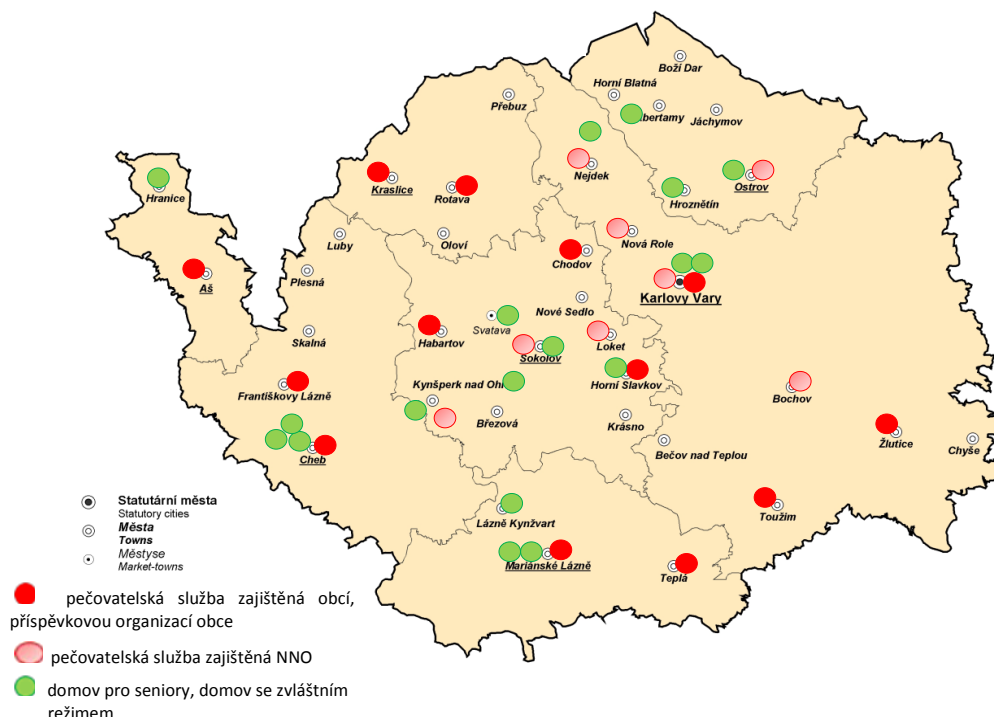 Boží Dar
Horní Blatná
Přebuz
bertamy
Jáchymov
Nejdek
Kraslice
Rotava
Ostrov
Hranice
Hroznětín
Luby
Oloví
Nová Role
Chodov
Plesná
Aš
Karlovy Vary
Nové Sedlo
Svatava
Skalná
Habartov
Loket
Sokolov
Kynšperk nad Ohř
Horní Slavkov
Františkovy Lázně
Bochov
Březová
Krásno
Žlutice
Chyše
Bečov nad Teplou
Cheb
Toužim
Lázně Kynžvart
Mariánské Lázně
Teplá
Statutární města
Statutory cities
Města
Towns
Městyse
Market-towns
pečovatelská služba zajištěná obcí,
příspěvkovou organizací obce
pečovatelská služba zajištěná NNO
domov pro seniory, domov se zvláštním
režimem